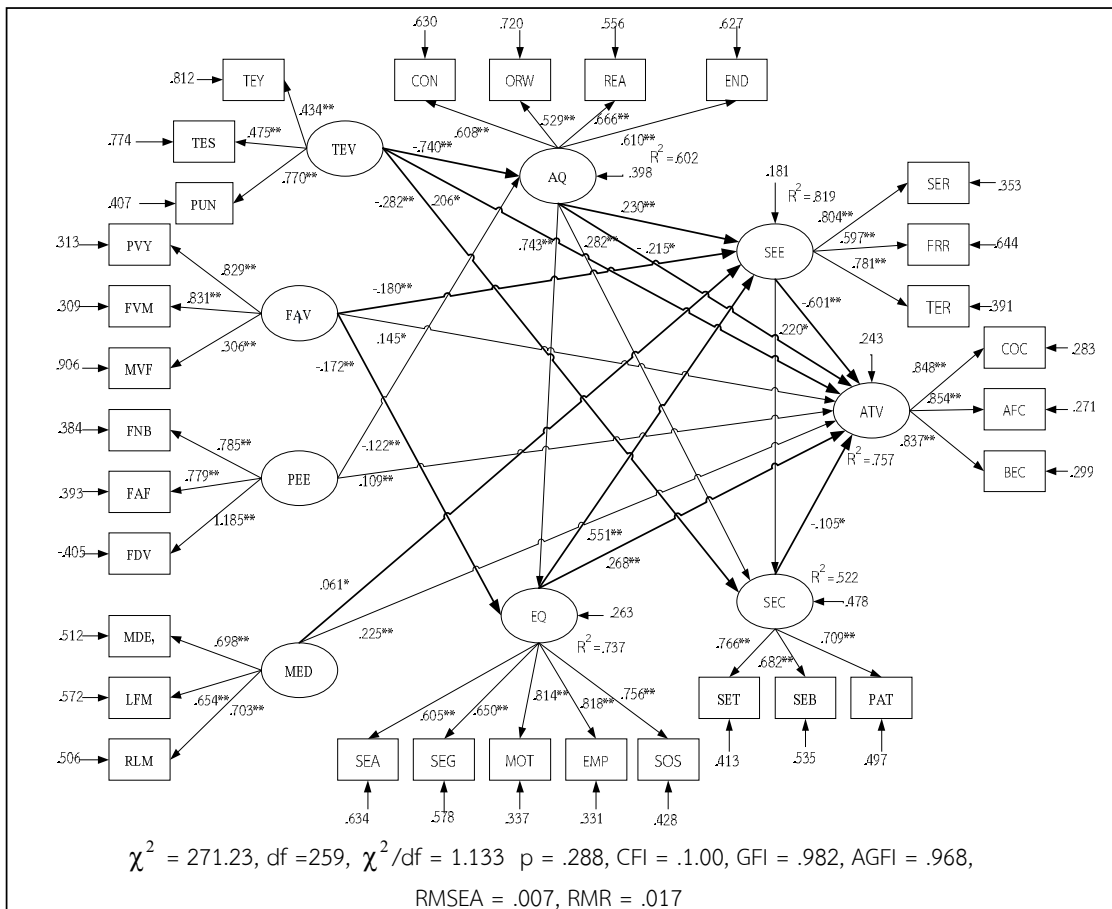 .630 .720 .556 .627
CON ORW REA END
.812 TEY
.434**
.774 TES .475**
.407 PUN .770**
TEV
.608** .529** .666** .610**
R² =.602
AQ .398
-.740**
-.282** .206*
.743**
.230**
.282** -.215*
.181
R² =.819
SEE
.804** SER .353
.597** FRR .644
.781** TER .391
.313 PVY .829**
.309 FVM .831**
.906 MVF .306**
FAV
-.180**
.145*
-.172**
-.601**
.220*
.243
ATV
R² =.757
.848** COC .283
.854** AFC .271
.837** BEC .299
.384 FNB .785**
.393 FAF .779**
-.405 FDV 1.185**
PEE
-.122**
.109**
.551**
.268**
-.105*
.061*
.225**
.512 MDE, .698**
.572 LFM .654**
.506 RLM .703**
MED
EQ .263
R² =.737
R² =.522
SEC .478
.766** .682** .709**
SET SEB PAT
.413 .535 .497
.605** .650** .814** .818** .756**
SEA SEG MOT EMP SOS
.634 .578 .337 .331 .428
χ² = 271.23, df =259, χ²/df = 1.133 p = .288, CFI = .1.00, GFI = .982, AGFI = .968,
RMSEA = .007, RMR = .017